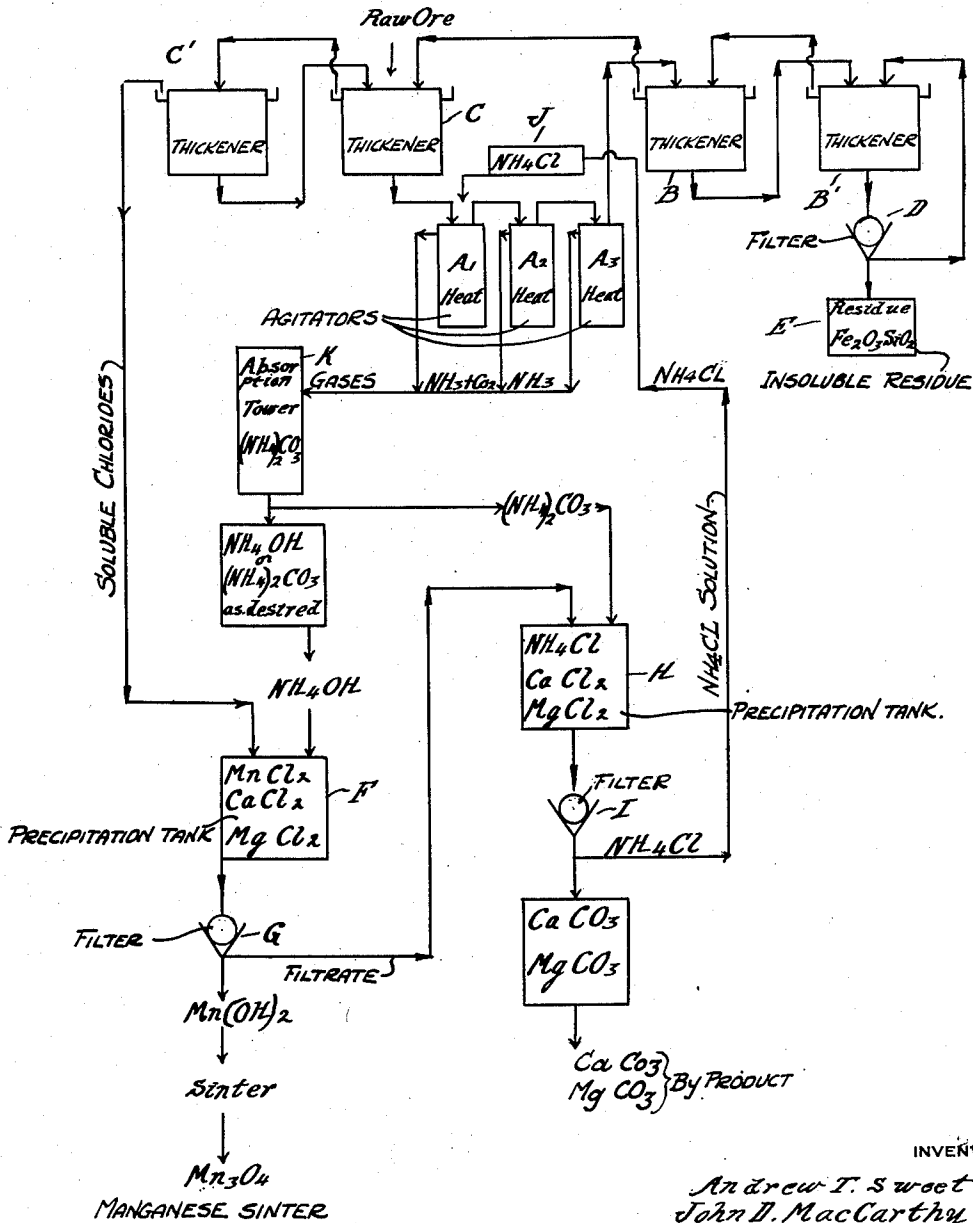 Raw Ore
C'
THICKENER
THICKENER
C
J
NH4Cl
THICKENER
THICKENER
B
B'
D
FILTER
A1
Heat
A2
Heat
A3
Heat
AGITATORS
E
Residue
Fe2O3SiO2
INSOLUBLE RESIDUE
K
Absor
ption
Tower
(NH4)2CO3
GASES
NH3+Co2
NH3
NH4CL
SOLUBLE CHLORIDES
(NH4)2CO3
NH4CL SOLUTION
NH4OH
or
(NH4)2CO3
as desired
NH4OH
NH4Cl
CaCl2
MgCl2
H
PRECIPITATION TANK.
MnCl2
CaCl2
MgCl2
F
PRECIPITATION TANK
FILTER
I
NH4Cl
FILTER
G
FILTRATE
CaCO3
MgCO3
Mn(OH)2
Sinter
CaCo3
MgCO3
By PRODUCT
Mn3O4
MANGANESE SINTER
INVEN
Andrew T. Sweet
John D. MacCarthy